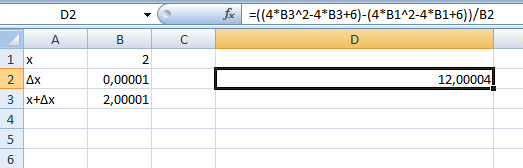 D2 fx =((4*B3^2-4*B3+6)-(4*B1^2-4*B1+6))/B2
A B C D
1 x 2
2 Δx 0,00001 12,00004
3 x+Δx 2,00001
4
5
6